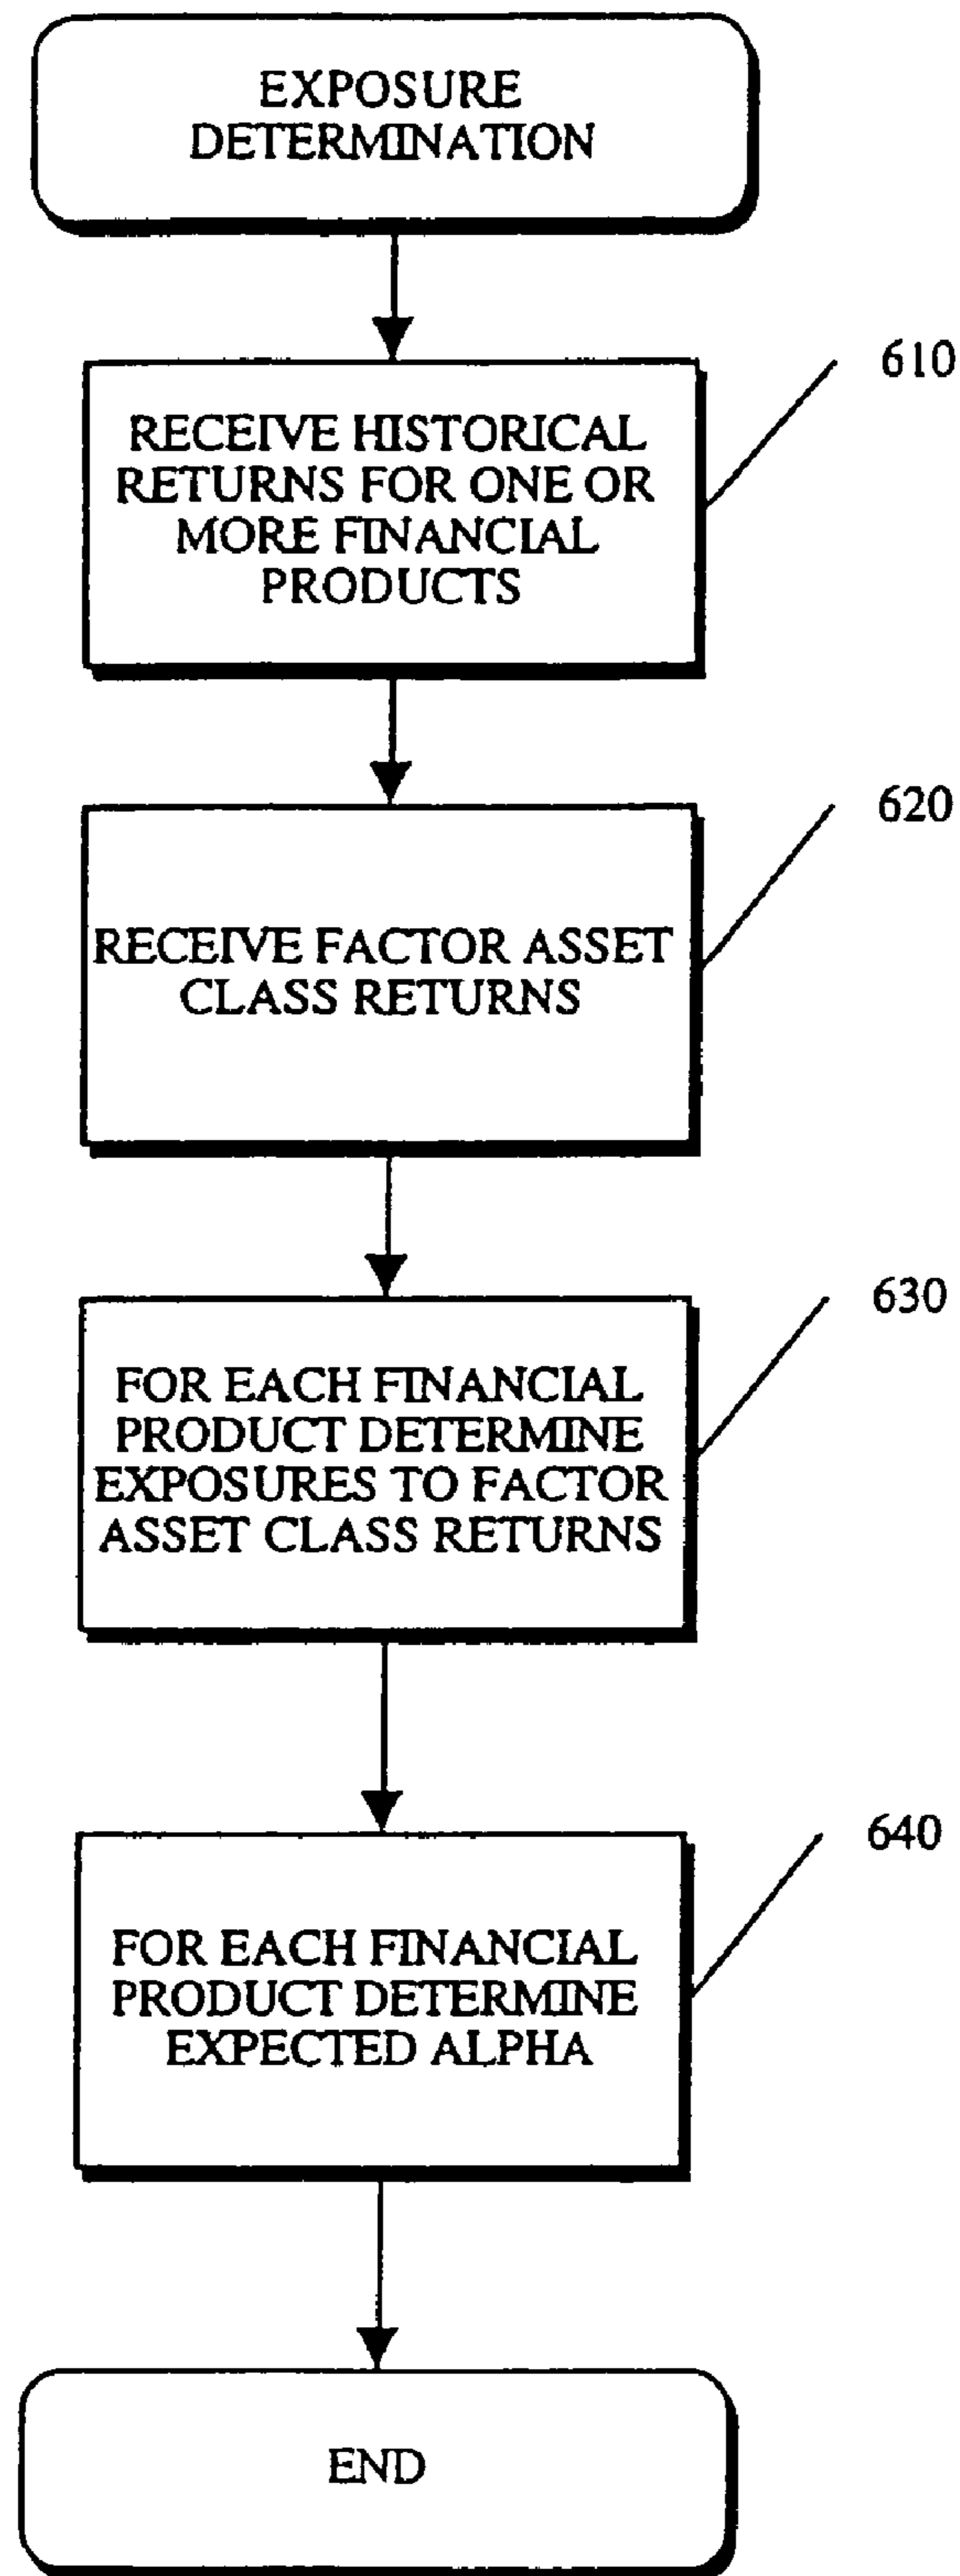 EXPOSURE
DETERMINATION
610
RECEIVE HISTORICAL
RETURNS FOR ONE OR
MORE FINANCIAL
PRODUCTS
620
RECEIVE FACTOR ASSET
CLASS RETURNS
630
FOR EACH FINANCIAL
PRODUCT DETERMINE
EXPOSURES TO FACTOR
ASSET CLASS RETURNS
640
FOR EACH FINANCIAL
PRODUCT DETERMINE
EXPECTED ALPHA
END